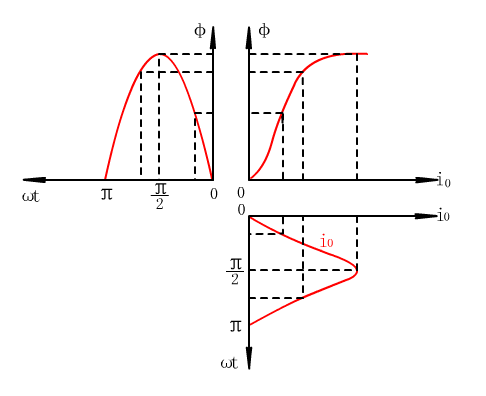 ϕ ϕ
i₀
ωt π π/2 0 0
0 i₀
i₀
π/2
π
ωt